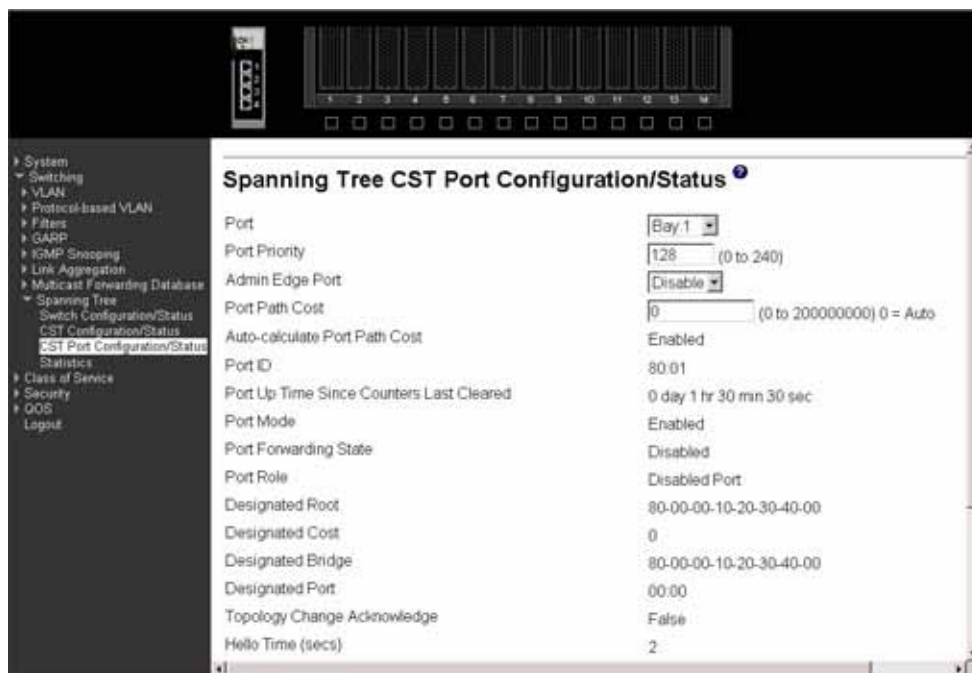 1 2 3 4 5 6 7 8 9 10 11 12 13 14
System
Switching
VLAN
Protocol-based VLAN
Filters
GARP
IGMP Snooping
Link Aggregation
Multicast Forwarding Database
Spanning Tree
Switch Configuration/Status
CST Configuration/Status
CST Port Configuration/Status
Statistics
Class of Service
Security
QOS
Logout
Spanning Tree CST Port Configuration/Status ?
Port Bay.1
Port Priority 128 (0 to 240)
Admin Edge Port Disable
Port Path Cost 0 (0 to 200000000) 0 = Auto
Auto-calculate Port Path Cost Enabled
Port ID 80:01
Port Up Time Since Counters Last Cleared 0 day 1 hr 30 min 30 sec
Port Mode Enabled
Port Forwarding State Disabled
Port Role Disabled Port
Designated Root 80-00-00-10-20-30-40-00
Designated Cost 0
Designated Bridge 80-00-00-10-20-30-40-00
Designated Port 00:00
Topology Change Acknowledge False
Hello Time (secs) 2